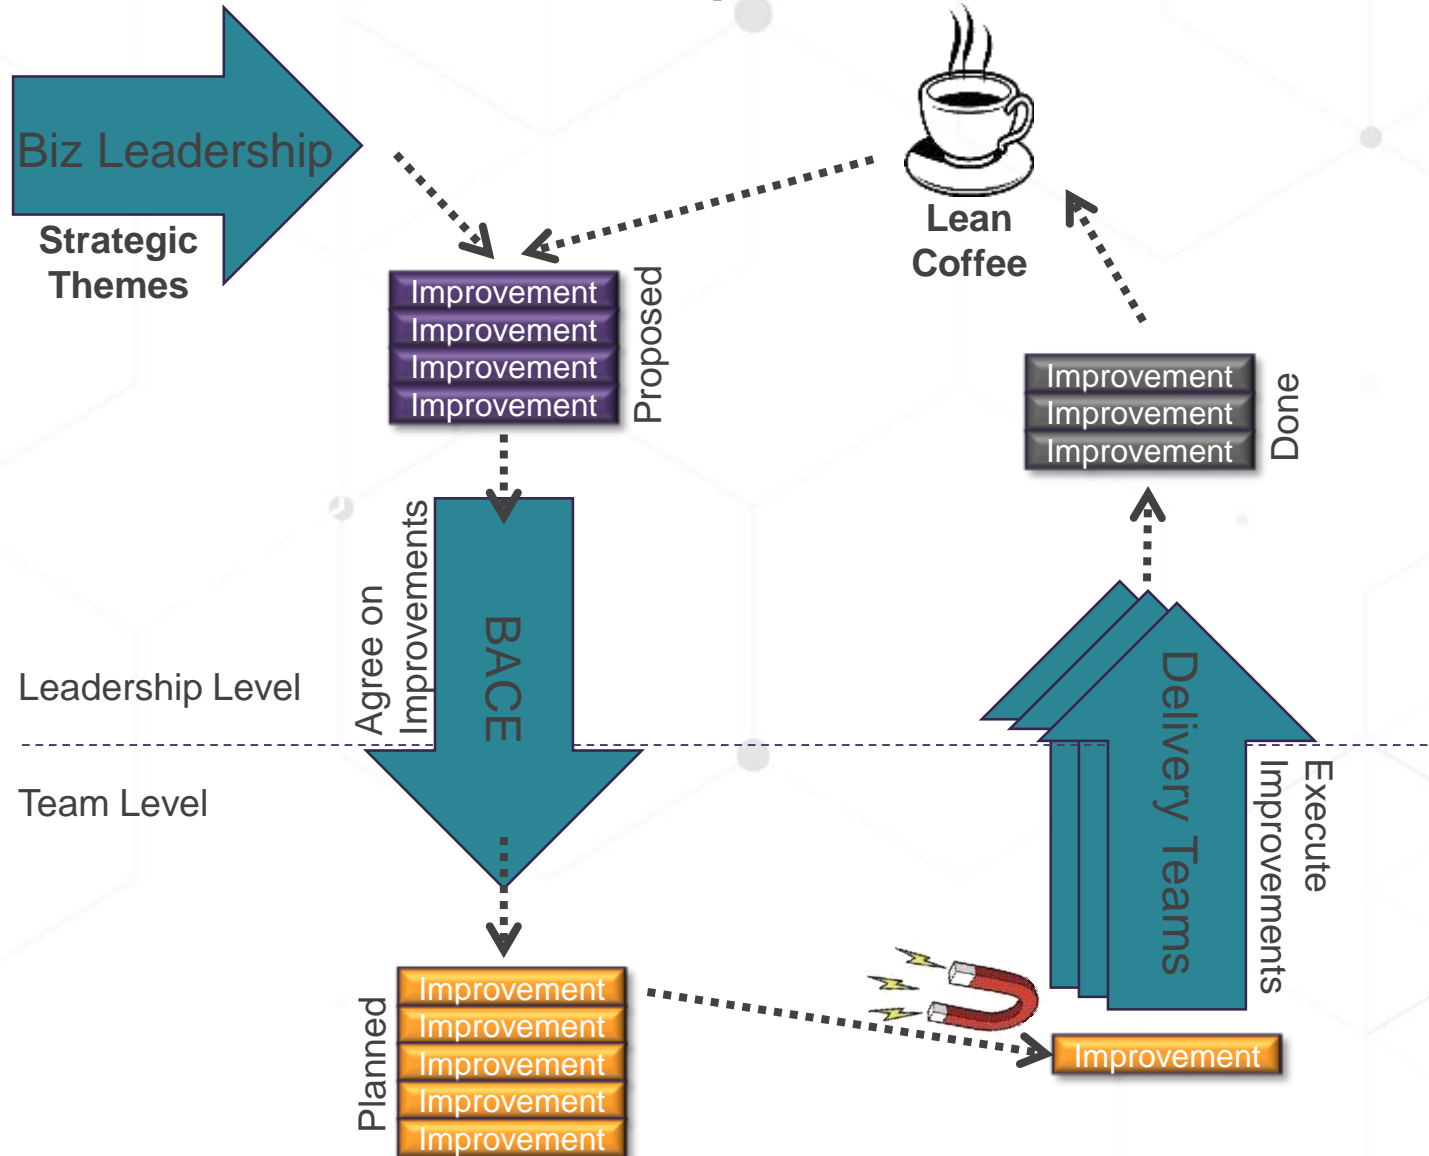 Biz Leadership
Strategic
Themes
Lean
Coffee
Improvement
Improvement
Improvement
Improvement
Proposed
Improvement
Improvement
Improvement
Done
Agree on
Improvements
BACE
Leadership Level
Team Level
Delivery Teams
Execute
Improvements
Planned
Improvement
Improvement
Improvement
Improvement
Improvement
Improvement